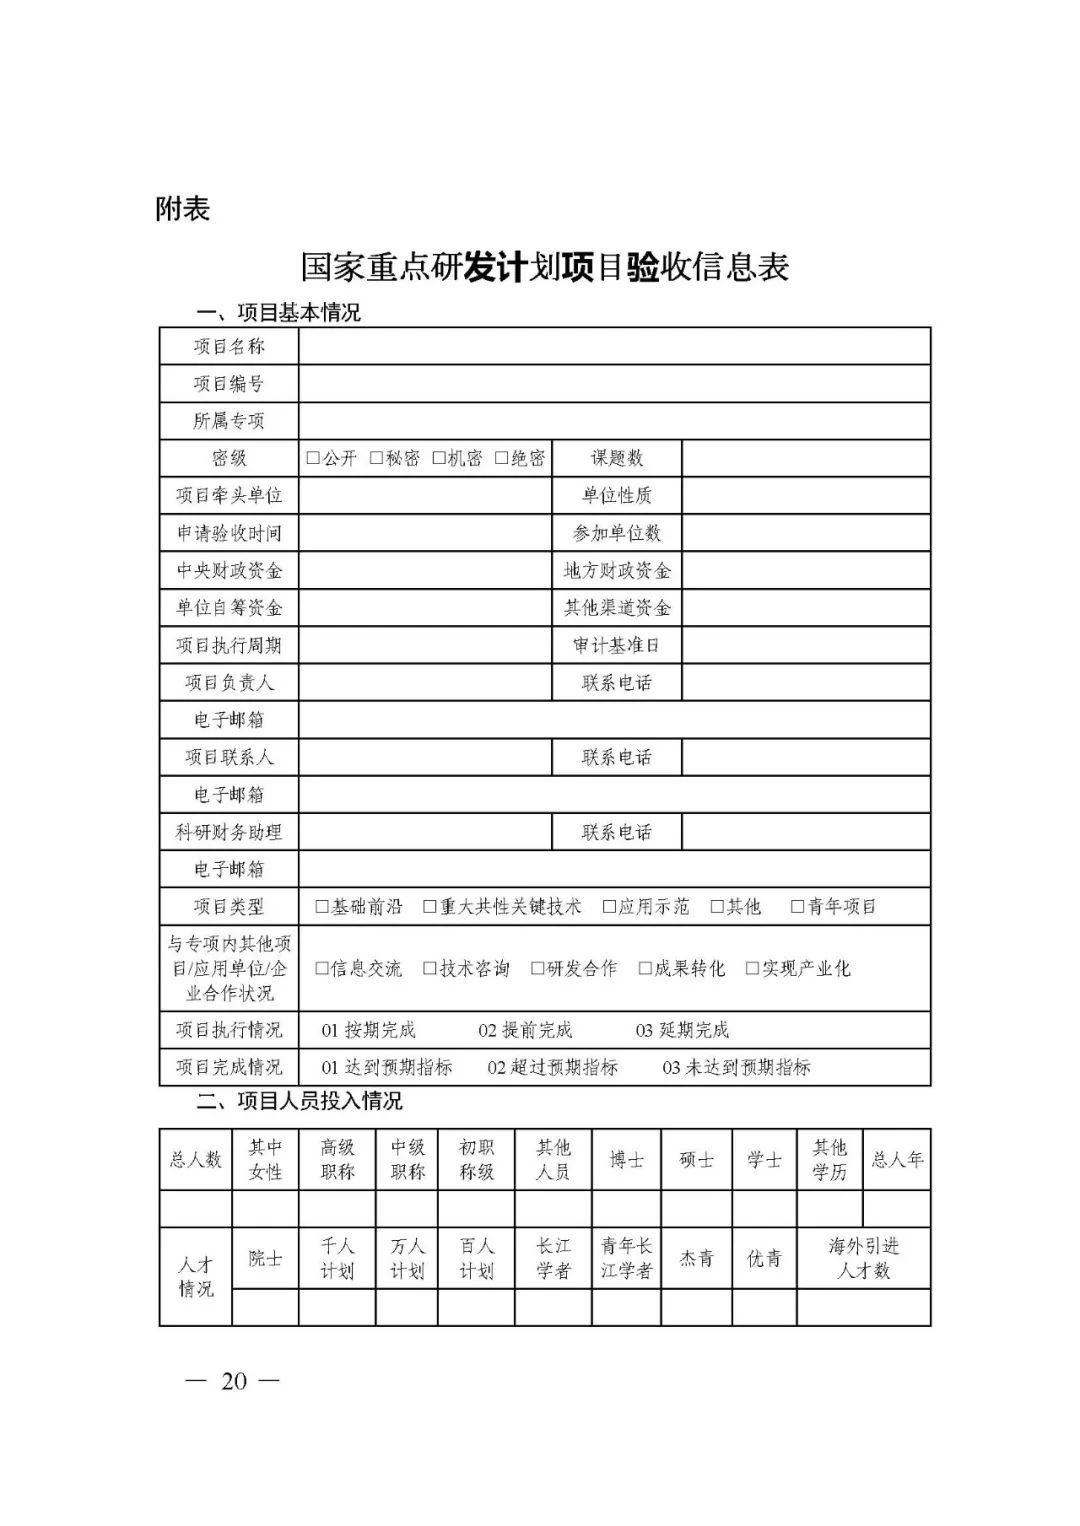 附表
国家重点研发计划项目验收信息表
一、项目基本情况
项目名称
项目编号
所属专项
密级 □公开 □秘密 □机密 □绝密 课题数
项目牵头单位 单位性质
申请验收时间 参加单位数
中央财政资金 地方财政资金
单位自筹资金 其他渠道资金
项目执行周期 审计基准日
项目负责人 联系电话
电子邮箱
项目联系人 联系电话
电子邮箱
科研财务助理 联系电话
电子邮箱
项目类型 □基础前沿 □重大共性关键技术 □应用示范 □其他 □青年项目
与专项内其他项
目/应用单位/企
业合作状况
□信息交流 □技术咨询 □研发合作 □成果转化 □实现产业化
项目执行情况 01 按期完成 02 提前完成 03 延期完成
项目完成情况 01 达到预期指标 02 超过预期指标 03 未达到预期指标
二、项目人员投入情况
总人数
其中
女性
高级
职称
中级
职称
初职
称级
其他
人员
博士
硕士
学士
其他
学历
总人年
人才
情况
院士
千人
计划
万人
计划
百人
计划
长江
学者
青年长
江学者
杰青
优青
海外引进
人才数
— 20 —